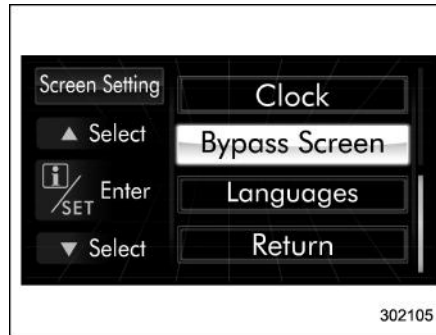 Screen Setting
▲ Select
i/SET Enter
▼ Select
Clock
Bypass Screen
Languages
Return
302105